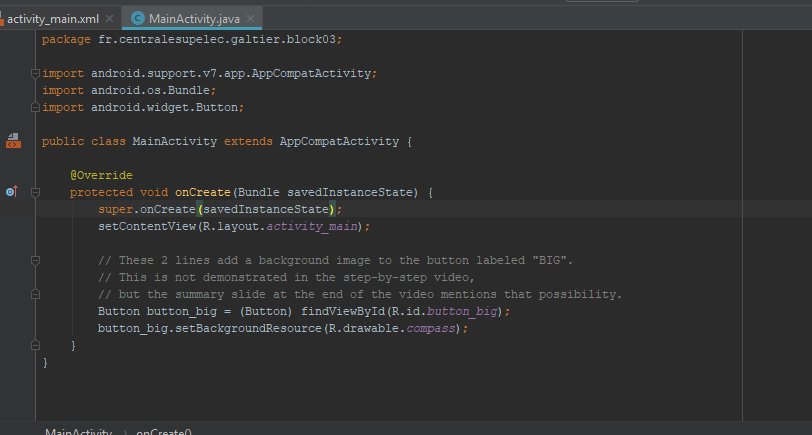 activity_main.xml
MainActivity.java
package fr.centralesupelec.galtier.block03;
import android.support.v7.app.AppCompatActivity;
import android.os.Bundle;
import android.widget.Button;
public class MainActivity extends AppCompatActivity {
@Override
protected void onCreate(Bundle savedInstanceState) {
super.onCreate(savedInstanceState);
setContentView(R.layout.activity_main);
// These 2 lines add a background image to the button labeled "BIG".
// This is not demonstrated in the step-by-step video,
// but the summary slide at the end of the video mentions that possibility.
Button button_big = (Button) findViewById(R.id.button_big);
button_big.setBackgroundResource(R.drawable.compass);
}
}
MainActivity > onCreate()